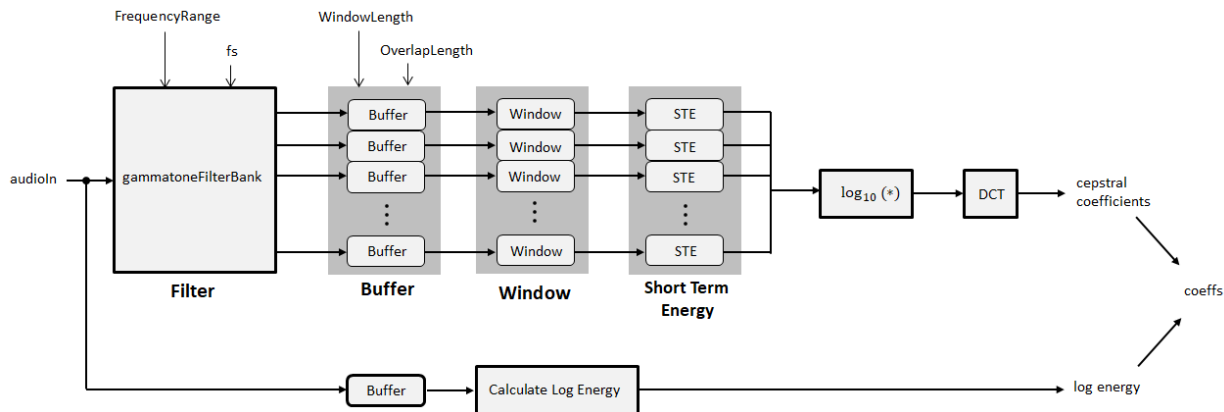 FrequencyRange
WindowLength
fs
OverlapLength
Buffer
Window
STE
Buffer
Window
STE
audioIn
gammatoneFilterBank
Buffer
Window
STE
log₁₀ (*)
DCT
cepstral
coefficients
Buffer
Window
STE
Filter
Buffer
Window
Short Term
Energy
coeffs
Buffer
Calculate Log Energy
log energy